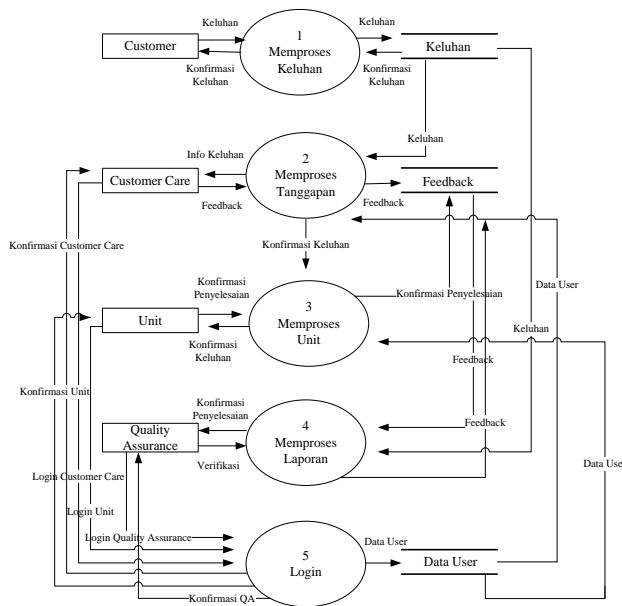 Keluhan
Keluhan
1
Memproses
Keluhan
Customer
Keluhan
Konfirmasi
Keluhan
Konfirmasi
Keluhan
Keluhan
Info Keluhan
2
Memproses
Tanggapan
Customer Care
Feedback
Feedback
Feedback
Konfirmasi Customer Care
Konfirmasi Keluhan
Konfirmasi
Penyelesaian
3
Memproses
Unit
Konfirmasi Penyelesaian
Data User
Unit
Konfirmasi
Keluhan
Keluhan
Feedback
Konfirmasi Unit
Konfirmasi
Penyelesaian
4
Memproses
Laporan
Feedback
Quality
Assurance
Verifikasi
Data Use
Login Customer Care
Login Unit
Login Quality Assurance
5
Login
Data User
Data User
Konfirmasi QA